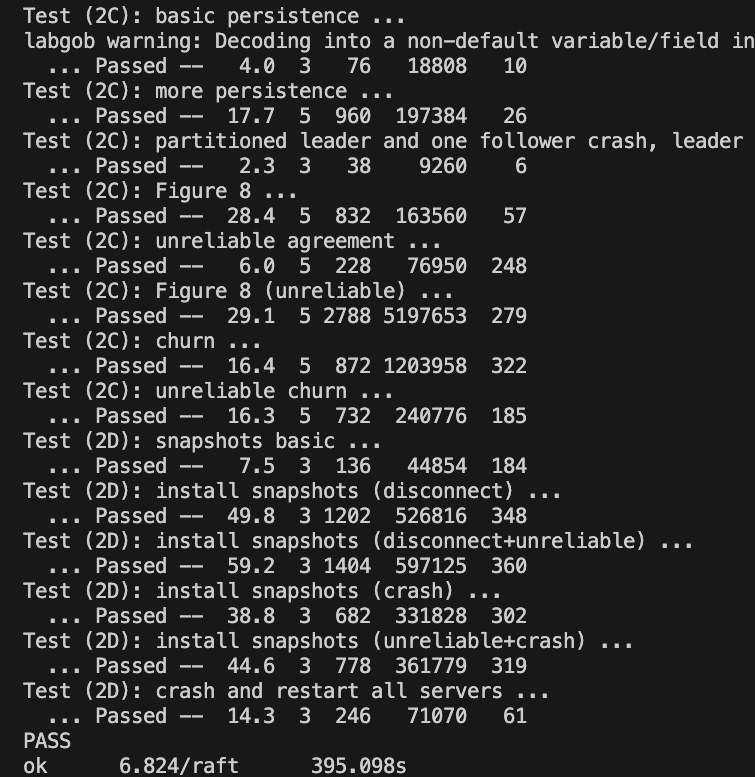 Test (2C): basic persistence ...
labgob warning: Decoding into a non-default variable/field in
  ... Passed --   4.0  3   76   18808   10
Test (2C): more persistence ...
  ... Passed --  17.7  5  960  197384   26
Test (2C): partitioned leader and one follower crash, leader
  ... Passed --   2.3  3   38    9260    6
Test (2C): Figure 8 ...
  ... Passed --  28.4  5  832  163560   57
Test (2C): unreliable agreement ...
  ... Passed --   6.0  5  228   76950  248
Test (2C): Figure 8 (unreliable) ...
  ... Passed --  29.1  5 2788 5197653  279
Test (2C): churn ...
  ... Passed --  16.4  5  872 1203958  322
Test (2C): unreliable churn ...
  ... Passed --  16.3  5  732  240776  185
Test (2D): snapshots basic ...
  ... Passed --   7.5  3  136   44854  184
Test (2D): install snapshots (disconnect) ...
  ... Passed --  49.8  3 1202  526816  348
Test (2D): install snapshots (disconnect+unreliable) ...
  ... Passed --  59.2  3 1404  597125  360
Test (2D): install snapshots (crash) ...
  ... Passed --  38.8  3  682  331828  302
Test (2D): install snapshots (unreliable+crash) ...
  ... Passed --  44.6  3  778  361779  319
Test (2D): crash and restart all servers ...
  ... Passed --  14.3  3  246   71070   61
PASS
ok      6.824/raft      395.098s